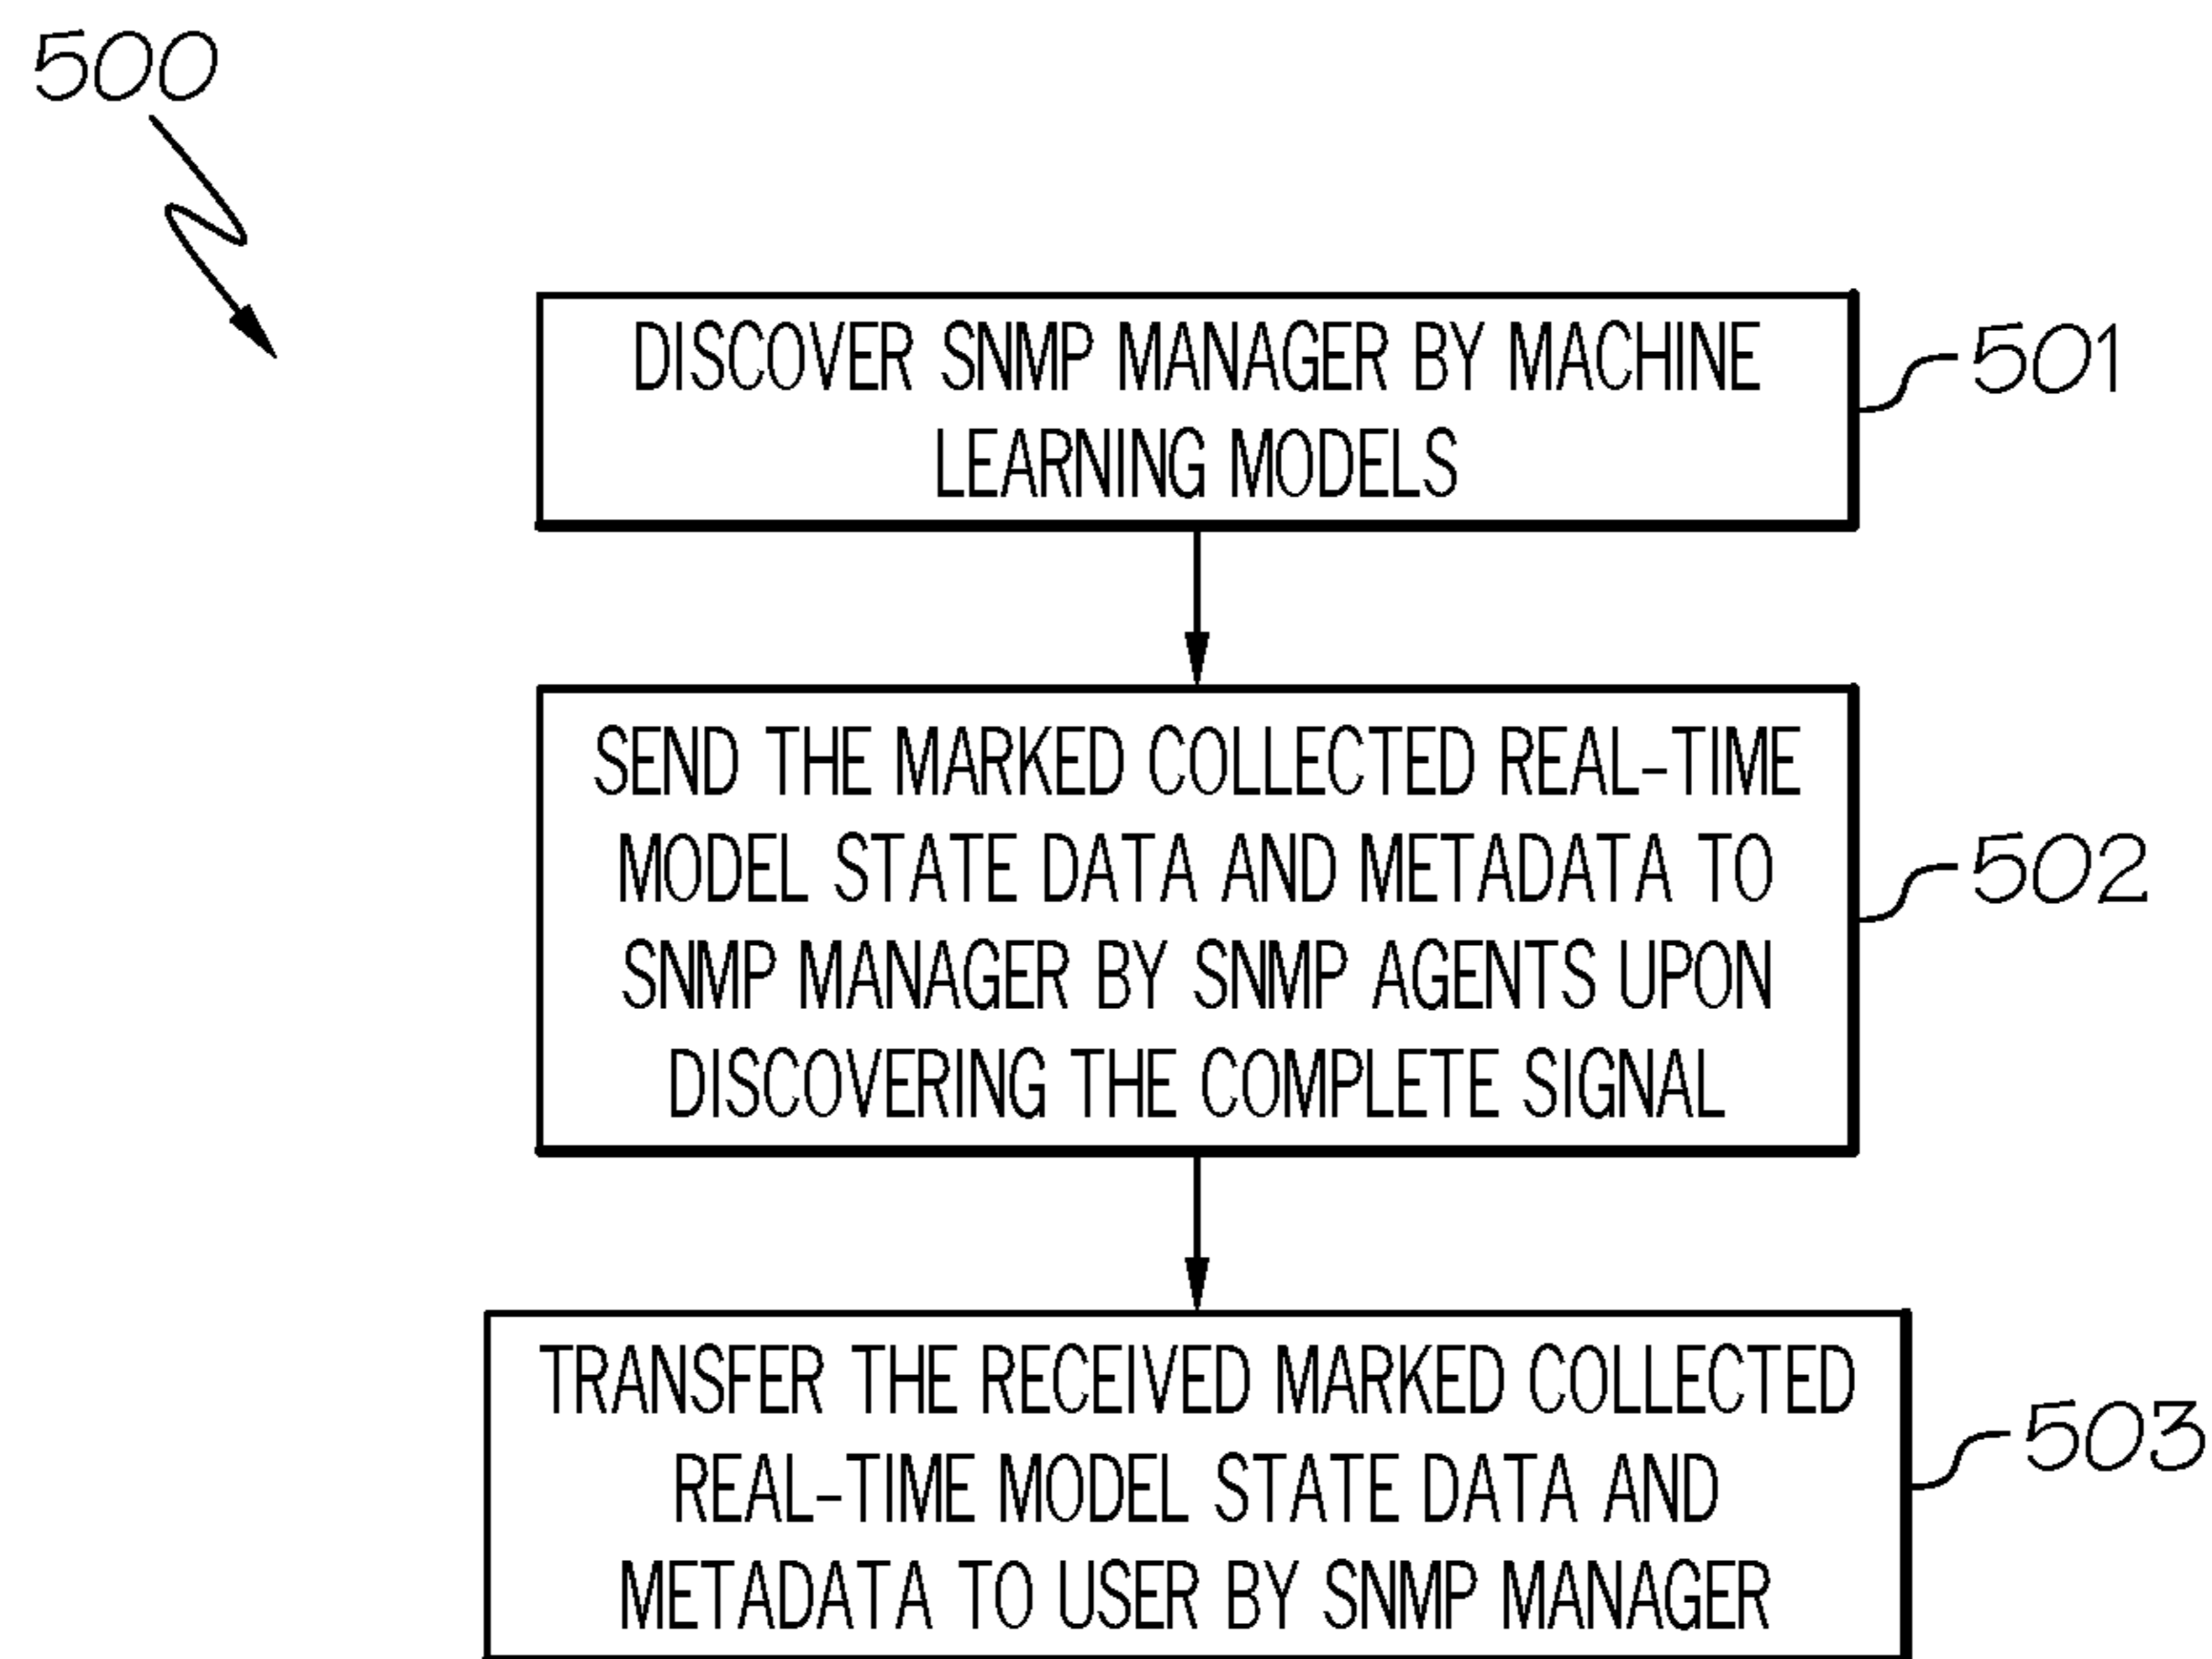 500
DISCOVER SNMP MANAGER BY MACHINE
LEARNING MODELS
501
SEND THE MARKED COLLECTED REAL-TIME
MODEL STATE DATA AND METADATA TO
SNMP MANAGER BY SNMP AGENTS UPON
DISCOVERING THE COMPLETE SIGNAL
502
TRANSFER THE RECEIVED MARKED COLLECTED
REAL-TIME MODEL STATE DATA AND
METADATA TO USER BY SNMP MANAGER
503